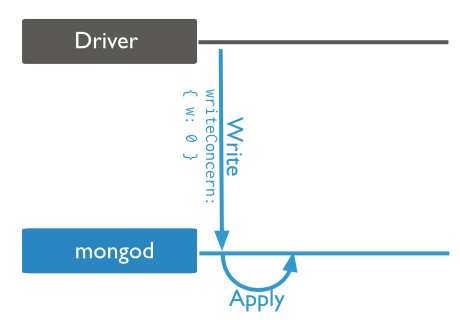 Driver
Write
writeConcern:
{ w: 0 }
mongod
Apply